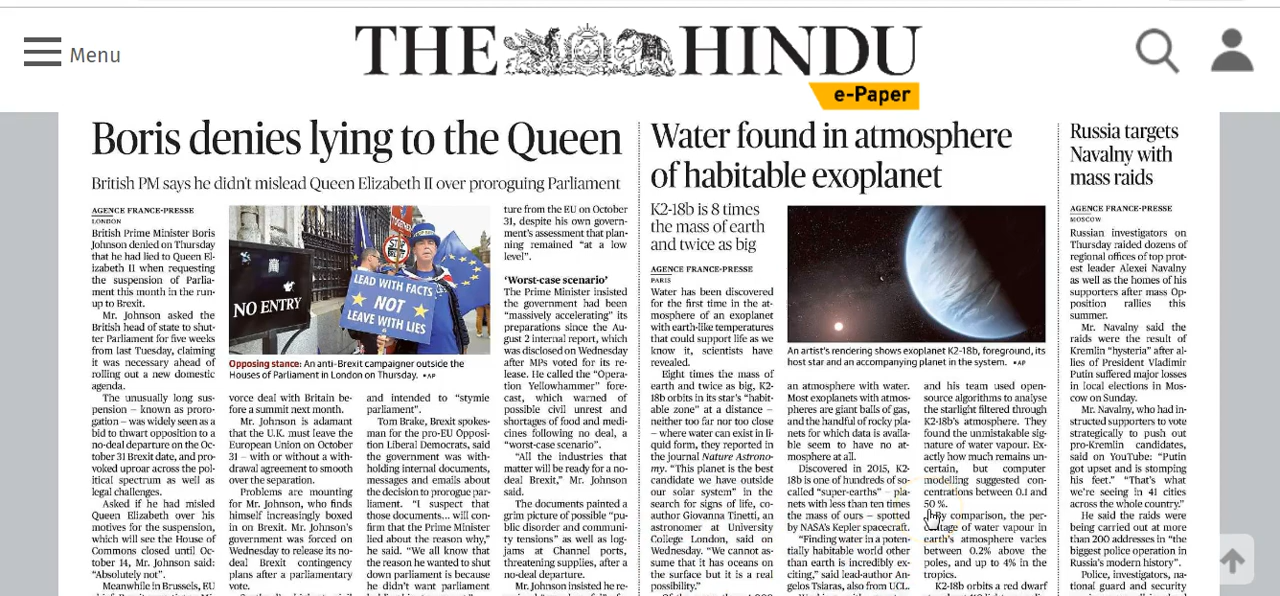 Menu
THE HINDU
e-Paper
Boris denies lying to the Queen
British PM says he didn't mislead Queen Elizabeth II over proroguing Parliament
AGENCE FRANCE-PRESSE
LONDON
British Prime Minister Boris
Johnson denied on Thursday
that he had lied to Queen El-
izabeth II when requesting
the suspension of Parlia-
ment this month in the run-
up to Brexit.
Mr. Johnson asked the
British head of state to shut-
ter Parliament for five weeks
from last Tuesday, claiming
it was necessary ahead of
rolling out a new domestic
agenda.
The unusually long sus-
pension – known as proro-
gation – was widely seen as a
bid to thwart opposition to a
no-deal departure on the Oc-
tober 31 Brexit date, and pro-
voked uproar across the pol-
itical spectrum as well as
legal challenges.
Asked if he had misled
Queen Elizabeth over his
motives for the suspension,
which will see the House of
Commons closed until Oc-
tober 14, Mr. Johnson said:
"Absolutely not".
Meanwhile in Brussels, EU
NO ENTRY
LEAD WITH FACTS
NOT
LEAVE WITH LIES
Opposing stance: An anti-Brexit campaigner outside the
Houses of Parliament in London on Thursday. •AP
vorce deal with Britain be-
fore a summit next month.
Mr. Johnson is adamant
that the U.K. must leave the
European Union on October
31 – with or without a with-
drawal agreement to smooth
over the separation.
Problems are mounting
for Mr. Johnson, who finds
himself increasingly boxed
in on Brexit. Mr. Johnson's
government was forced on
Wednesday to release its no-
deal Brexit contingency
plans after a parliamentary
vote.
and intended to "stymie
parliament".
Tom Brake, Brexit spokes-
man for the pro-EU Opposi-
tion Liberal Democrats, said
the government was with-
holding internal documents,
messages and emails about
the decision to prorogue par-
liament. "I suspect that
those documents... will con-
firm that the Prime Minister
lied about the reason why,"
he said. "We all know that
the reason he wanted to shut
down parliament is because
he didn't want parliament
ture from the EU on October
31, despite his own govern-
ment's assessment that plan-
ning remained "at a low
level".
'Worst-case scenario'
The Prime Minister insisted
the government had been
"massively accelerating" its
preparations since the Au-
gust 2 internal report, which
was disclosed on Wednesday
after MPs voted for its re-
lease. He called the "Opera-
tion Yellowhammer" fore-
cast, which warned of
possible civil unrest and
shortages of food and medi-
cines following no deal, a
"worst-case scenario".
"All the industries that
matter will be ready for a no-
deal Brexit," Mr. Johnson
said.
The documents painted a
grim picture of possible "pu-
blic disorder and communi-
ty tensions" as well as log-
jams at Channel ports,
threatening supplies, after a
no-deal departure.
Mr. Johnson insisted he re-
Water found in atmosphere
of habitable exoplanet
K2-18b is 8 times
the mass of earth
and twice as big
AGENCE FRANCE-PRESSE
PARIS
Water has been discovered
for the first time in the at-
mosphere of an exoplanet
with earth-like temperatures
that could support life as we
know it, scientists have
revealed.
Eight times the mass of
earth and twice as big, K2-
18b orbits in its star's "habit-
able zone" at a distance –
neither too far nor too close
– where water can exist in l-
quid form, they reported in
the journal Nature Astrono-
my. "This planet is the best
candidate we have outside
our solar system" in the
search for signs of life, co-
author Giovanna Tinetti, an
astronomer at University
College London, said on
Wednesday. "We cannot as-
sume that it has oceans on
the surface but it is a real
possibility."
An artist's rendering shows exoplanet K2-18b, foreground, its
host star and an accompanying planet in the system. •AP
an atmosphere with water.
Most exoplanets with atmo-
spheres are giant balls of gas,
and the handful of rocky pla-
nets for which data is availa-
ble seem to have no at-
mosphere at all.
Discovered in 2015, K2-
18b is one of hundreds of so-
called "super-earths" – pla-
nets with less than ten times
the mass of ours – spotted
by NASA's Kepler spacecraft.
"Finding water in a poten-
tially habitable world other
than earth is incredibly ex-
citing," said lead-author An-
gelos Tsiaras, also from UCL.
and his team used open-
source algorithms to analyse
the starlight filtered through
K2-18b's atmosphere. They
found the unmistakable sig-
nature of water vapour. Ex-
actly how much remains un-
certain, but computer
modelling suggested con-
centrations between 0.1 and
50 %.
By comparison, the per-
centage of water vapour in
earth's atmosphere varies
between 0.2% above the
poles, and up to 4% in the
tropics.
K2-18b orbits a red dwarf
Russia targets
Navalny with
mass raids
AGENCE FRANCE-PRESSE
MOSCOW
Russian investigators on
Thursday raided dozens of
regional offices of top prot-
est leader Alexei Navalny
as well as the homes of his
supporters after mass Op-
position rallies this
summer.
Mr. Navalny said the
raids were the result of
Kremlin "hysteria" after al-
lies of President Vladimir
Putin suffered major losses
in local elections in Mos-
cow on Sunday.
Mr. Navalny, who had in-
structed supporters to vote
strategically to push out
pro-Kremlin candidates,
said on YouTube: "Putin
got upset and is stomping
his feet." "That's what
we're seeing in 41 cities
across the whole country."
He said the raids were
being carried out at more
than 200 addresses in "the
biggest police operation in
Russia's modern history".
Police, investigators, na-
tional guard and security